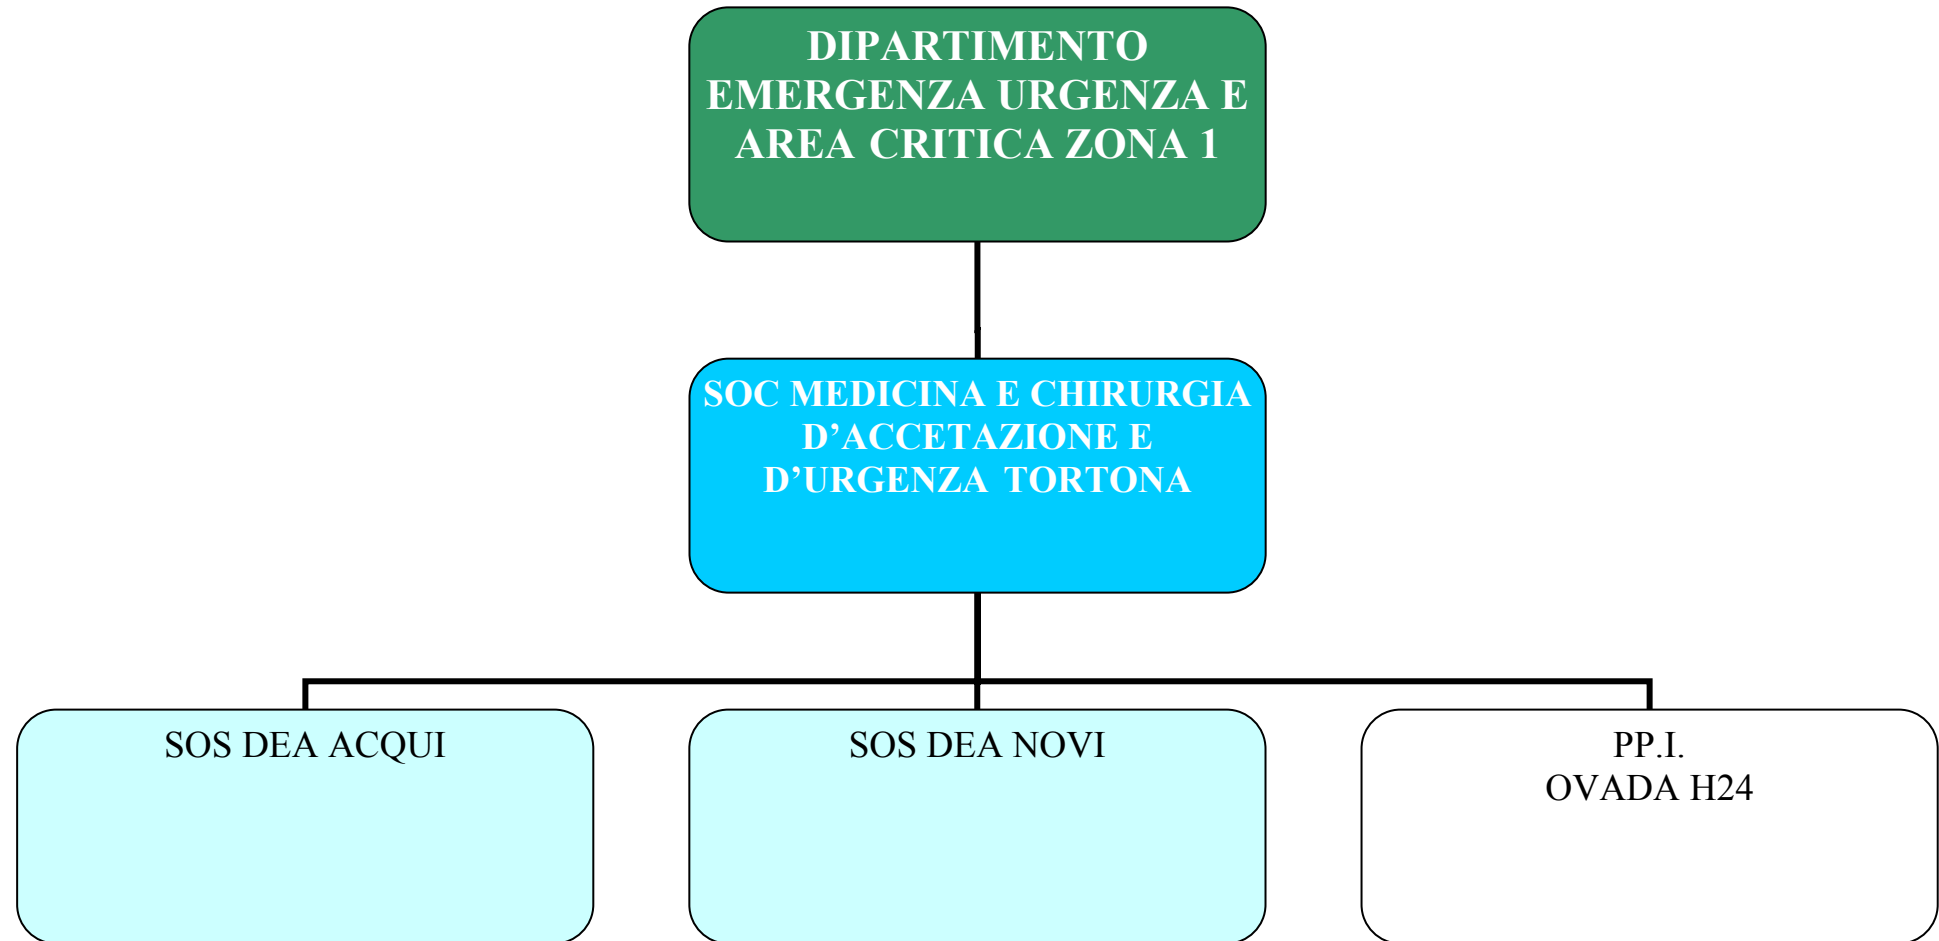 DIPARTIMENTO
EMERGENZA URGENZA E
AREA CRITICA ZONA 1
SOC MEDICINA E CHIRURGIA
D’ACCETAZIONE E
D’URGENZA TORTONA
SOS DEA ACQUI
SOS DEA NOVI
PP.I.
OVADA H24